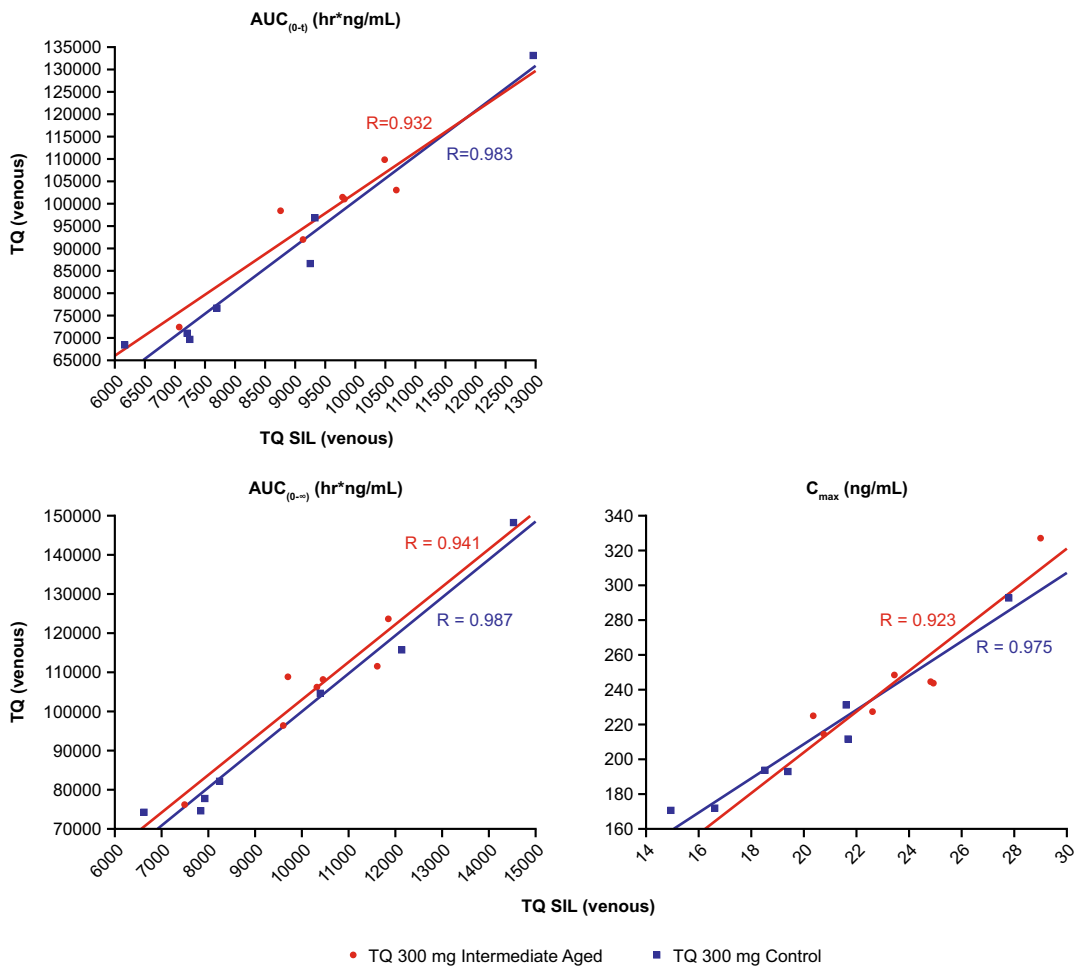 AUC(0-t) (hr*ng/mL)
135000
130000
125000
120000
115000
110000
105000
100000
95000
90000
85000
80000
75000
70000
65000
TQ (venous)
R=0.932
R=0.983
6000 6500 7000 7500 8000 8500 9000 9500 10000 10500 11000 11500 12000 12500 13000
TQ SIL (venous)
AUC(0-∞) (hr*ng/mL)
150000
140000
130000
120000
110000
100000
90000
80000
70000
TQ (venous)
R = 0.941
R = 0.987
6000 7000 8000 9000 10000 11000 12000 13000 14000 15000
Cmax (ng/mL)
340
320
300
280
260
240
220
200
180
160
R = 0.923
R = 0.975
14 16 18 20 22 24 26 28 30
TQ SIL (venous)
TQ 300 mg Intermediate Aged TQ 300 mg Control